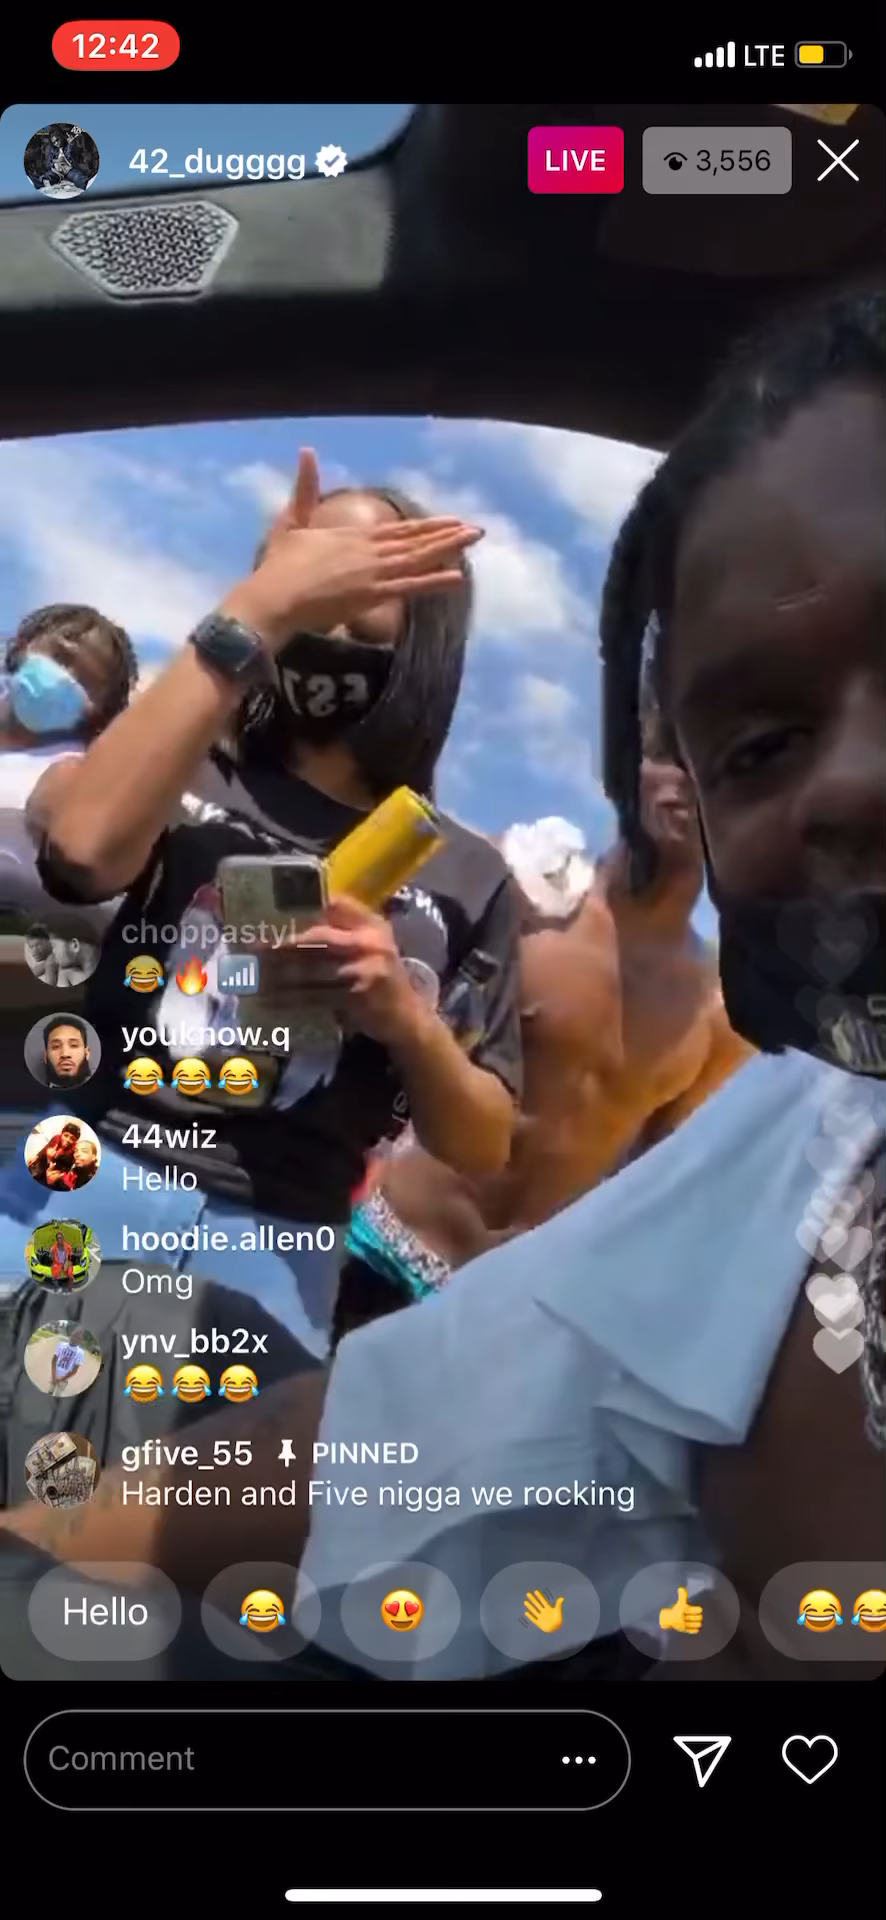 12:42
LTE
42_dugggg
LIVE
3,556
choppastyl__
😂 🔥 📶
youknow.q
😂😂😂
44wiz
Hello
hoodie.allen0
Omg
ynv_bb2x
😂😂😂
gfive_55 📌 PINNED
Harden and Five nigga we rocking
Hello 😂 😍 👋 👍 😂😂
Comment